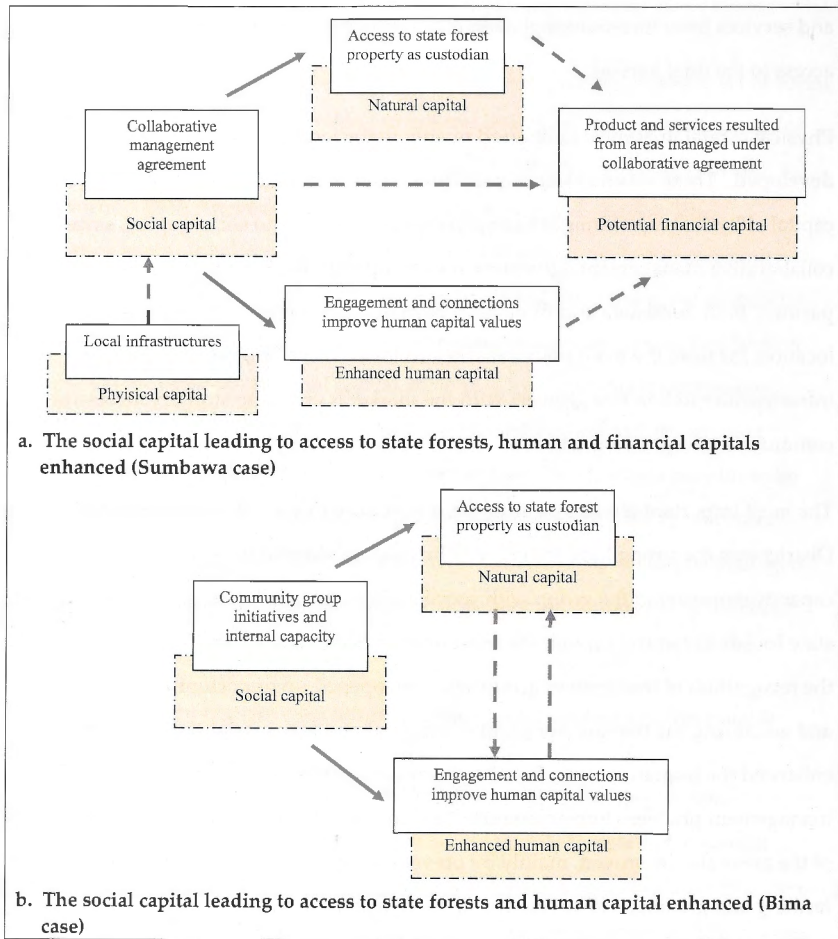 Access to state forest
property as custodian
Natural capital
Collaborative
management
agreement
Social capital
Product and services resulted
from areas managed under
collaborative agreement
Potential financial capital
Engagement and connections
improve human capital values
Enhanced human capital
Local infrastructures
Phyisical capital
a. The social capital leading to access to state forests, human and financial capitals
enhanced (Sumbawa case)
Access to state forest
property as custodian
Natural capital
Community group
initiatives and
internal capacity
Social capital
Engagement and connections
improve human capital values
Enhanced human capital
b. The social capital leading to access to state forests and human capital enhanced (Bima
case)